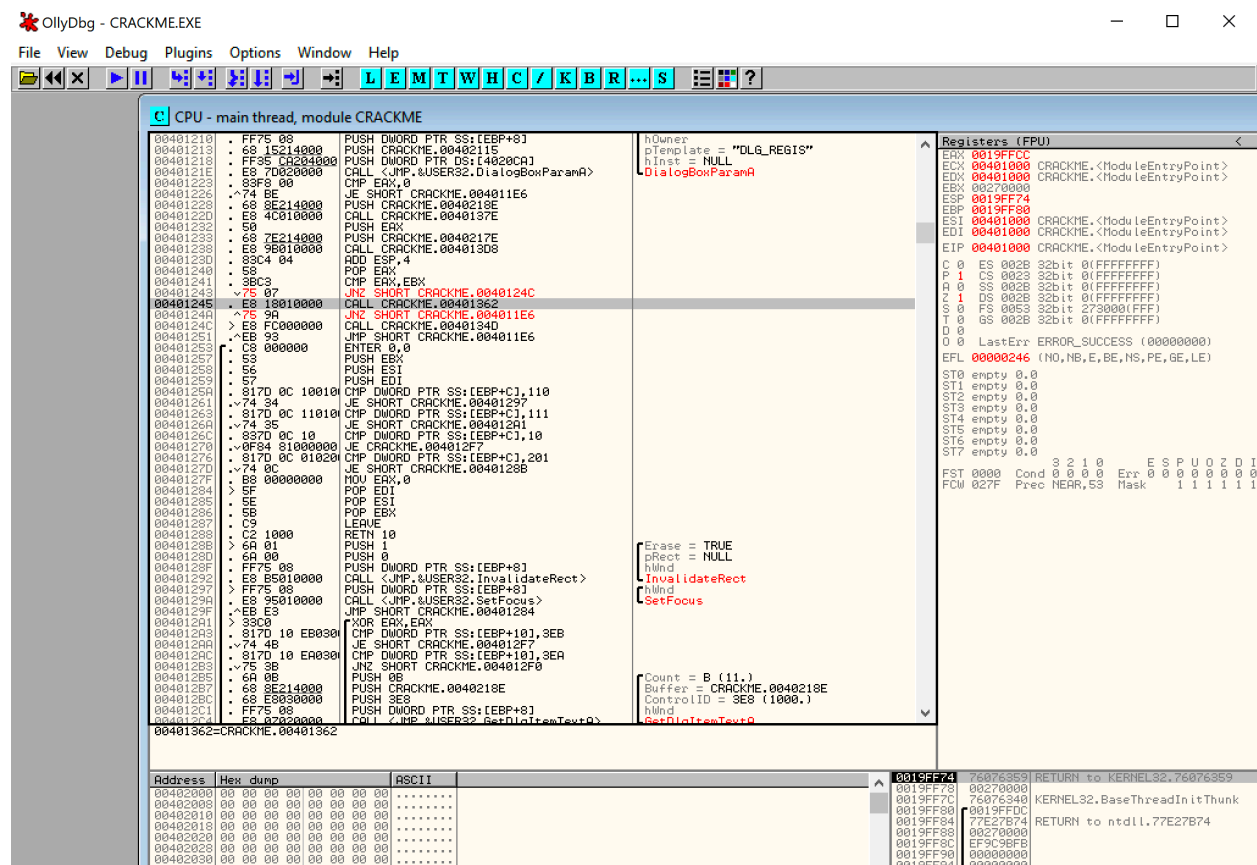 OllyDbg - CRACKME.EXE
File View Debug Plugins Options Window Help
L E M T W H C / K B R ... S ?
C CPU - main thread, module CRACKME
00401210 . FF75 08 PUSH DWORD PTR SS:[EBP+8] hOwner
00401213 . 68 15214000 PUSH CRACKME.00402115 pTemplate = "DLG_REGIS"
00401218 . FF35 CA204000 PUSH DWORD PTR DS:[4020CA] hInst = NULL
0040121E . E8 7D020000 CALL <JMP.&USER32.DialogBoxParamA> DialogBoxParamA
00401223 . 83F8 00 CMP EAX,0
00401226 .^74 BE JE SHORT CRACKME.004011E6
00401228 . 68 8E214000 PUSH CRACKME.0040218E
0040122D . E8 4C010000 CALL CRACKME.0040137E
00401232 . 50 PUSH EAX
00401233 . 68 7E214000 PUSH CRACKME.0040217E
00401238 . E8 9B010000 CALL CRACKME.004013D8
0040123D . 83C4 04 ADD ESP,4
00401240 . 58 POP EAX
00401241 . 3BC3 CMP EAX,EBX
00401243 v75 07 JNZ SHORT CRACKME.0040124C
00401245 . E8 18010000 CALL CRACKME.00401362
0040124A ^75 9A JNZ SHORT CRACKME.004011E6
0040124C > E8 FC000000 CALL CRACKME.0040134D
00401251 .^EB 93 JMP SHORT CRACKME.004011E6
00401253 . C8 000000 ENTER 0,0
00401257 . 53 PUSH EBX
00401258 . 56 PUSH ESI
00401259 . 57 PUSH EDI
0040125A . 817D 0C 10010 CMP DWORD PTR SS:[EBP+C],110
00401261 .v74 34 JE SHORT CRACKME.00401297
00401263 . 817D 0C 11010 CMP DWORD PTR SS:[EBP+C],111
0040126A .v74 35 JE SHORT CRACKME.004012A1
0040126C . 837D 0C 10 CMP DWORD PTR SS:[EBP+C],10
00401270 .v0F84 81000000 JE CRACKME.004012F7
00401276 . 817D 0C 01020 CMP DWORD PTR SS:[EBP+C],201
0040127D .v74 0C JE SHORT CRACKME.0040128B
0040127F . B8 00000000 MOV EAX,0
00401284 > 5F POP EDI
00401285 . 5E POP ESI
00401286 . 5B POP EBX
00401287 . C9 LEAVE
00401288 . C2 1000 RETN 10
0040128B > 6A 01 PUSH 1 Erase = TRUE
0040128D . 6A 00 PUSH 0 pRect = NULL
0040128F . FF75 08 PUSH DWORD PTR SS:[EBP+8] hWnd
00401292 . E8 B5010000 CALL <JMP.&USER32.InvalidateRect> InvalidateRect
00401297 > FF75 08 PUSH DWORD PTR SS:[EBP+8] hWnd
0040129A . E8 95010000 CALL <JMP.&USER32.SetFocus> SetFocus
0040129F .^EB E3 JMP SHORT CRACKME.00401284
004012A1 > 33C0 XOR EAX,EAX
004012A3 . 817D 10 EB030 CMP DWORD PTR SS:[EBP+10],3EB
004012AA .v74 4B JE SHORT CRACKME.004012F7
004012AC . 817D 10 EA030 CMP DWORD PTR SS:[EBP+10],3EA
004012B3 .v75 3B JNZ SHORT CRACKME.004012F0
004012B5 . 6A 0B PUSH 0B Count = B (11.)
004012B7 . 68 8E214000 PUSH CRACKME.0040218E Buffer = CRACKME.0040218E
004012BC . 68 E8030000 PUSH 3E8 ControlID = 3E8 (1000.)
004012C1 . FF75 08 PUSH DWORD PTR SS:[EBP+8] hWnd
004012C4 . E8 07020000 CALL <JMP.&USER32.GetDlgItemTextA> GetDlgItemTextA
00401362=CRACKME.00401362
Registers (FPU) <
EAX 0019FFCC
ECX 00401000 CRACKME.<ModuleEntryPoint>
EDX 00401000 CRACKME.<ModuleEntryPoint>
EBX 00270000
ESP 0019FF74
EBP 0019FF80
ESI 00401000 CRACKME.<ModuleEntryPoint>
EDI 00401000 CRACKME.<ModuleEntryPoint>
EIP 00401000 CRACKME.<ModuleEntryPoint>
C 0 ES 002B 32bit 0(FFFFFFFF)
P 1 CS 0023 32bit 0(FFFFFFFF)
A 0 SS 002B 32bit 0(FFFFFFFF)
Z 1 DS 002B 32bit 0(FFFFFFFF)
S 0 FS 0053 32bit 273000(FFF)
T 0 GS 002B 32bit 0(FFFFFFFF)
D 0
O 0 LastErr ERROR_SUCCESS (00000000)
EFL 00000246 (NO,NB,E,BE,NS,PE,GE,LE)
ST0 empty 0.0
ST1 empty 0.0
ST2 empty 0.0
ST3 empty 0.0
ST4 empty 0.0
ST5 empty 0.0
ST6 empty 0.0
ST7 empty 0.0
3 2 1 0 E S P U O Z D I
FST 0000 Cond 0 0 0 0 Err 0 0 0 0 0 0 0 0
FCW 027F Prec NEAR,53 Mask 1 1 1 1 1 1
Address Hex dump ASCII
00402000 00 00 00 00 00 00 00 00 ........
00402008 00 00 00 00 00 00 00 00 ........
00402010 00 00 00 00 00 00 00 00 ........
00402018 00 00 00 00 00 00 00 00 ........
00402020 00 00 00 00 00 00 00 00 ........
00402028 00 00 00 00 00 00 00 00 ........
00402030 00 00 00 00 00 00 00 00 ........
0019FF74 76076359 RETURN to KERNEL32.76076359
0019FF78 00270000
0019FF7C 76076340 KERNEL32.BaseThreadInitThunk
0019FF80 0019FFDC
0019FF84 77E27B74 RETURN to ntdll.77E27B74
0019FF88 00270000
0019FF8C EF9C9BFB
0019FF90 00000000
0019FF94 00000000